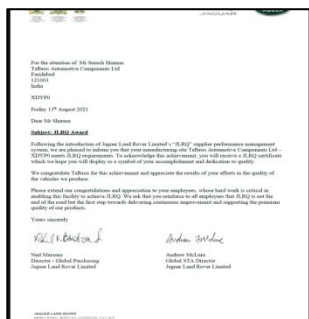 JAGUAR
For the attention of: Mr Suresh Sharma
Talbros Automotive Components Ltd
Faridabad
121003
India
XDYP0
Friday 13th August 2021
Dear Mr Sharma
Subject: JLRQ Award
Following the introduction of Jaguar Land Rover Limited's "JLRQ" supplier performance management
system, we are pleased to inform you that your manufacturing site Talbros Automotive Components Ltd –
XDYP0 meets JLRQ requirements. To acknowledge this achievement, you will receive a JLRQ certificate
which we hope you will display as a symbol of your accomplishment and dedication to quality.
We congratulate Talbros for this achievement and appreciate the results of your efforts in the quality of
the vehicles we produce.
Please extend our congratulations and appreciation to your employees, whose hard work is critical in
enabling this facility to achieve JLRQ. We ask that you reinforce to all employees that JLRQ is not the
end of the road but the first step towards delivering continuous improvement and supporting the premium
quality of our products.
Yours sincerely
Neil Marsons
Director - Global Purchasing
Jaguar Land Rover Limited
Andrew McLure
Global STA Director
Jaguar Land Rover Limited
JAGUAR LAND ROVER